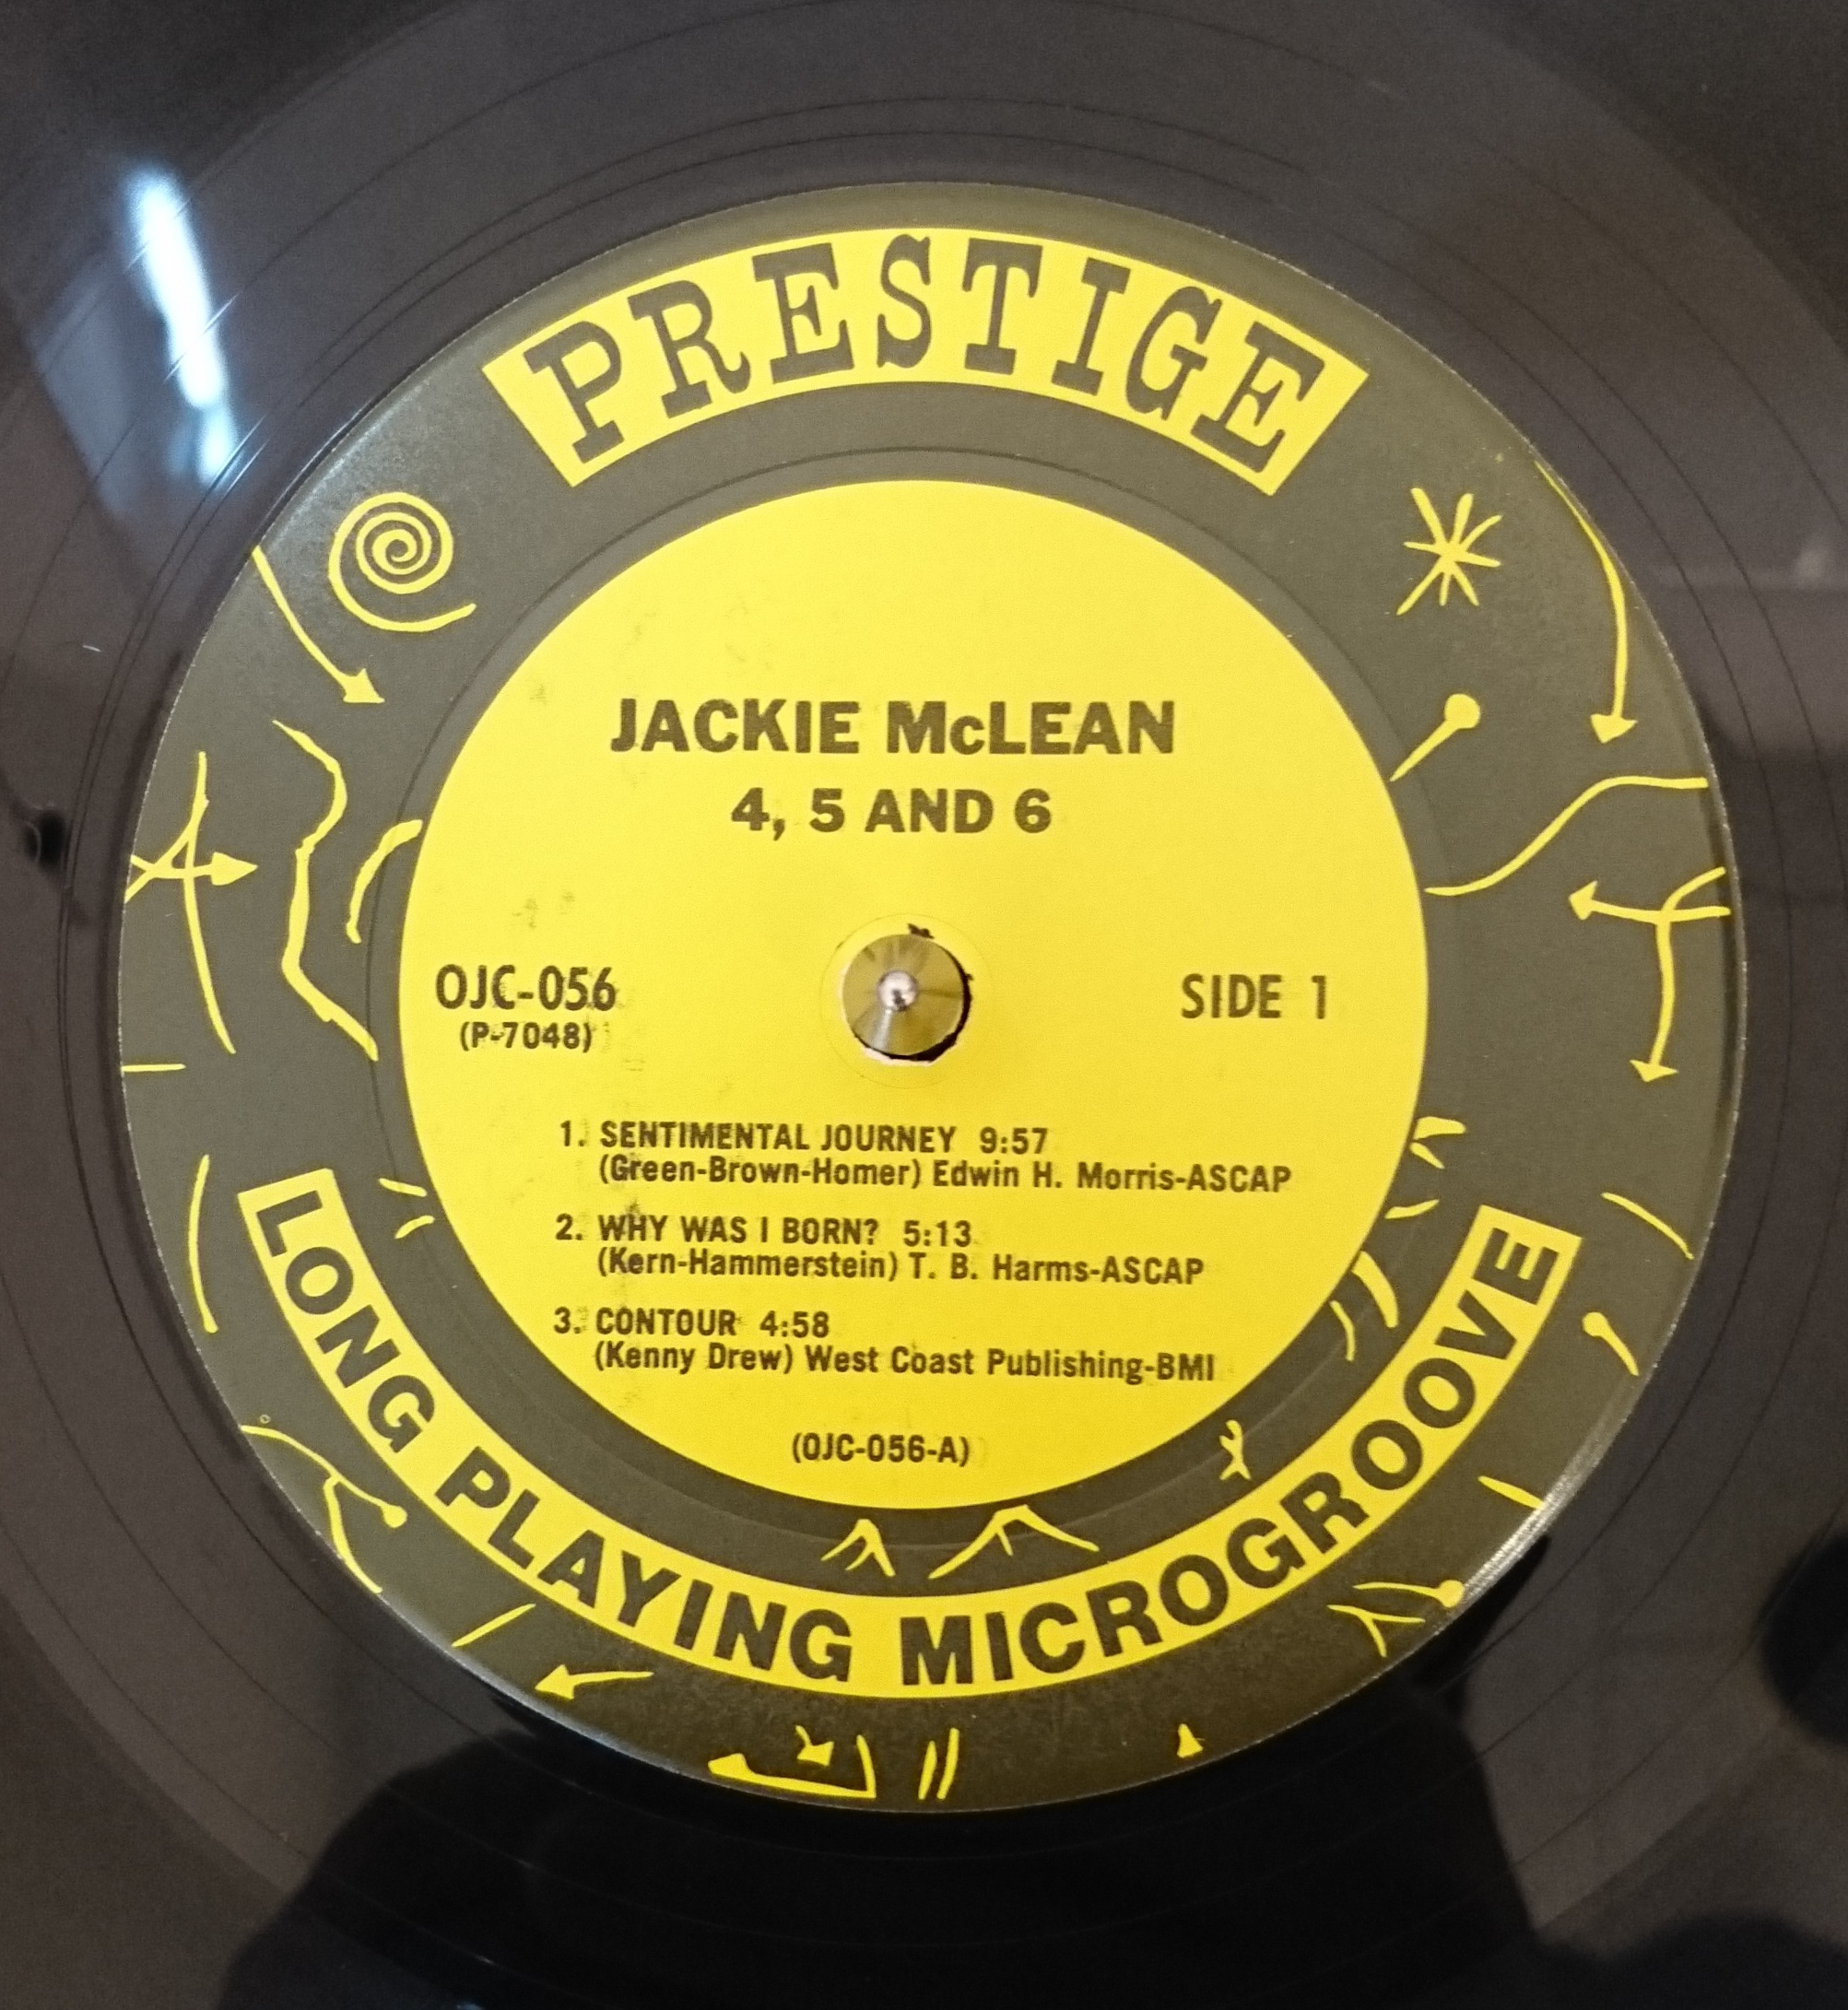 PRESTIGE
JACKIE McLEAN
4, 5 AND 6
OJC-056
(P-7048)
SIDE 1
1. SENTIMENTAL JOURNEY 9:57
(Green-Brown-Homer) Edwin H. Morris-ASCAP
2. WHY WAS I BORN? 5:13
(Kern-Hammerstein) T. B. Harms-ASCAP
3. CONTOUR 4:58
(Kenny Drew) West Coast Publishing-BMI
(OJC-056-A)
LONG PLAYING MICROGROOVE